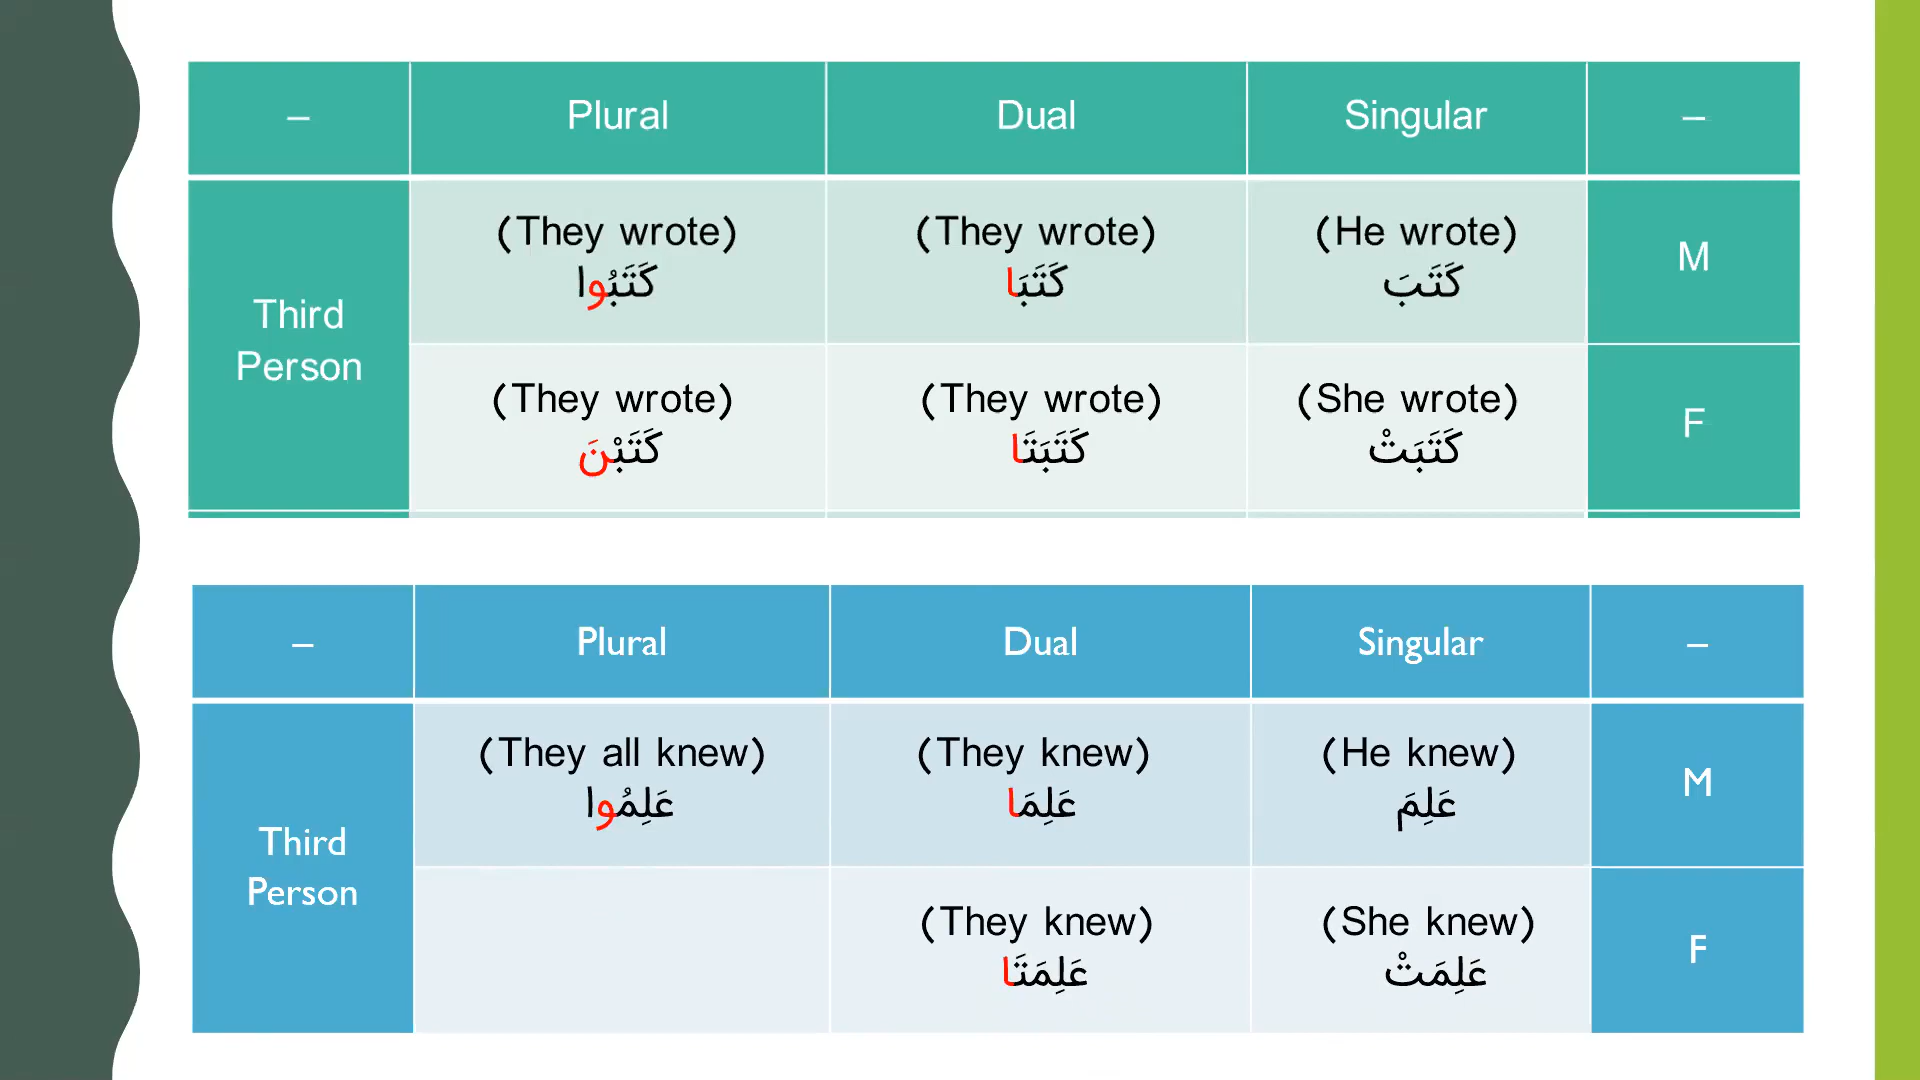 – Plural Dual Singular –
Third
Person
(They wrote)
كَتَبُوا
(They wrote)
كَتَبَا
(He wrote)
كَتَبَ
M
(They wrote)
كَتَبْنَ
(They wrote)
كَتَبَتَا
(She wrote)
كَتَبَتْ
F
– Plural Dual Singular –
Third
Person
(They all knew)
عَلِمُوا
(They knew)
عَلِمَا
(He knew)
عَلِمَ
M
(They knew)
عَلِمَتَا
(She knew)
عَلِمَتْ
F